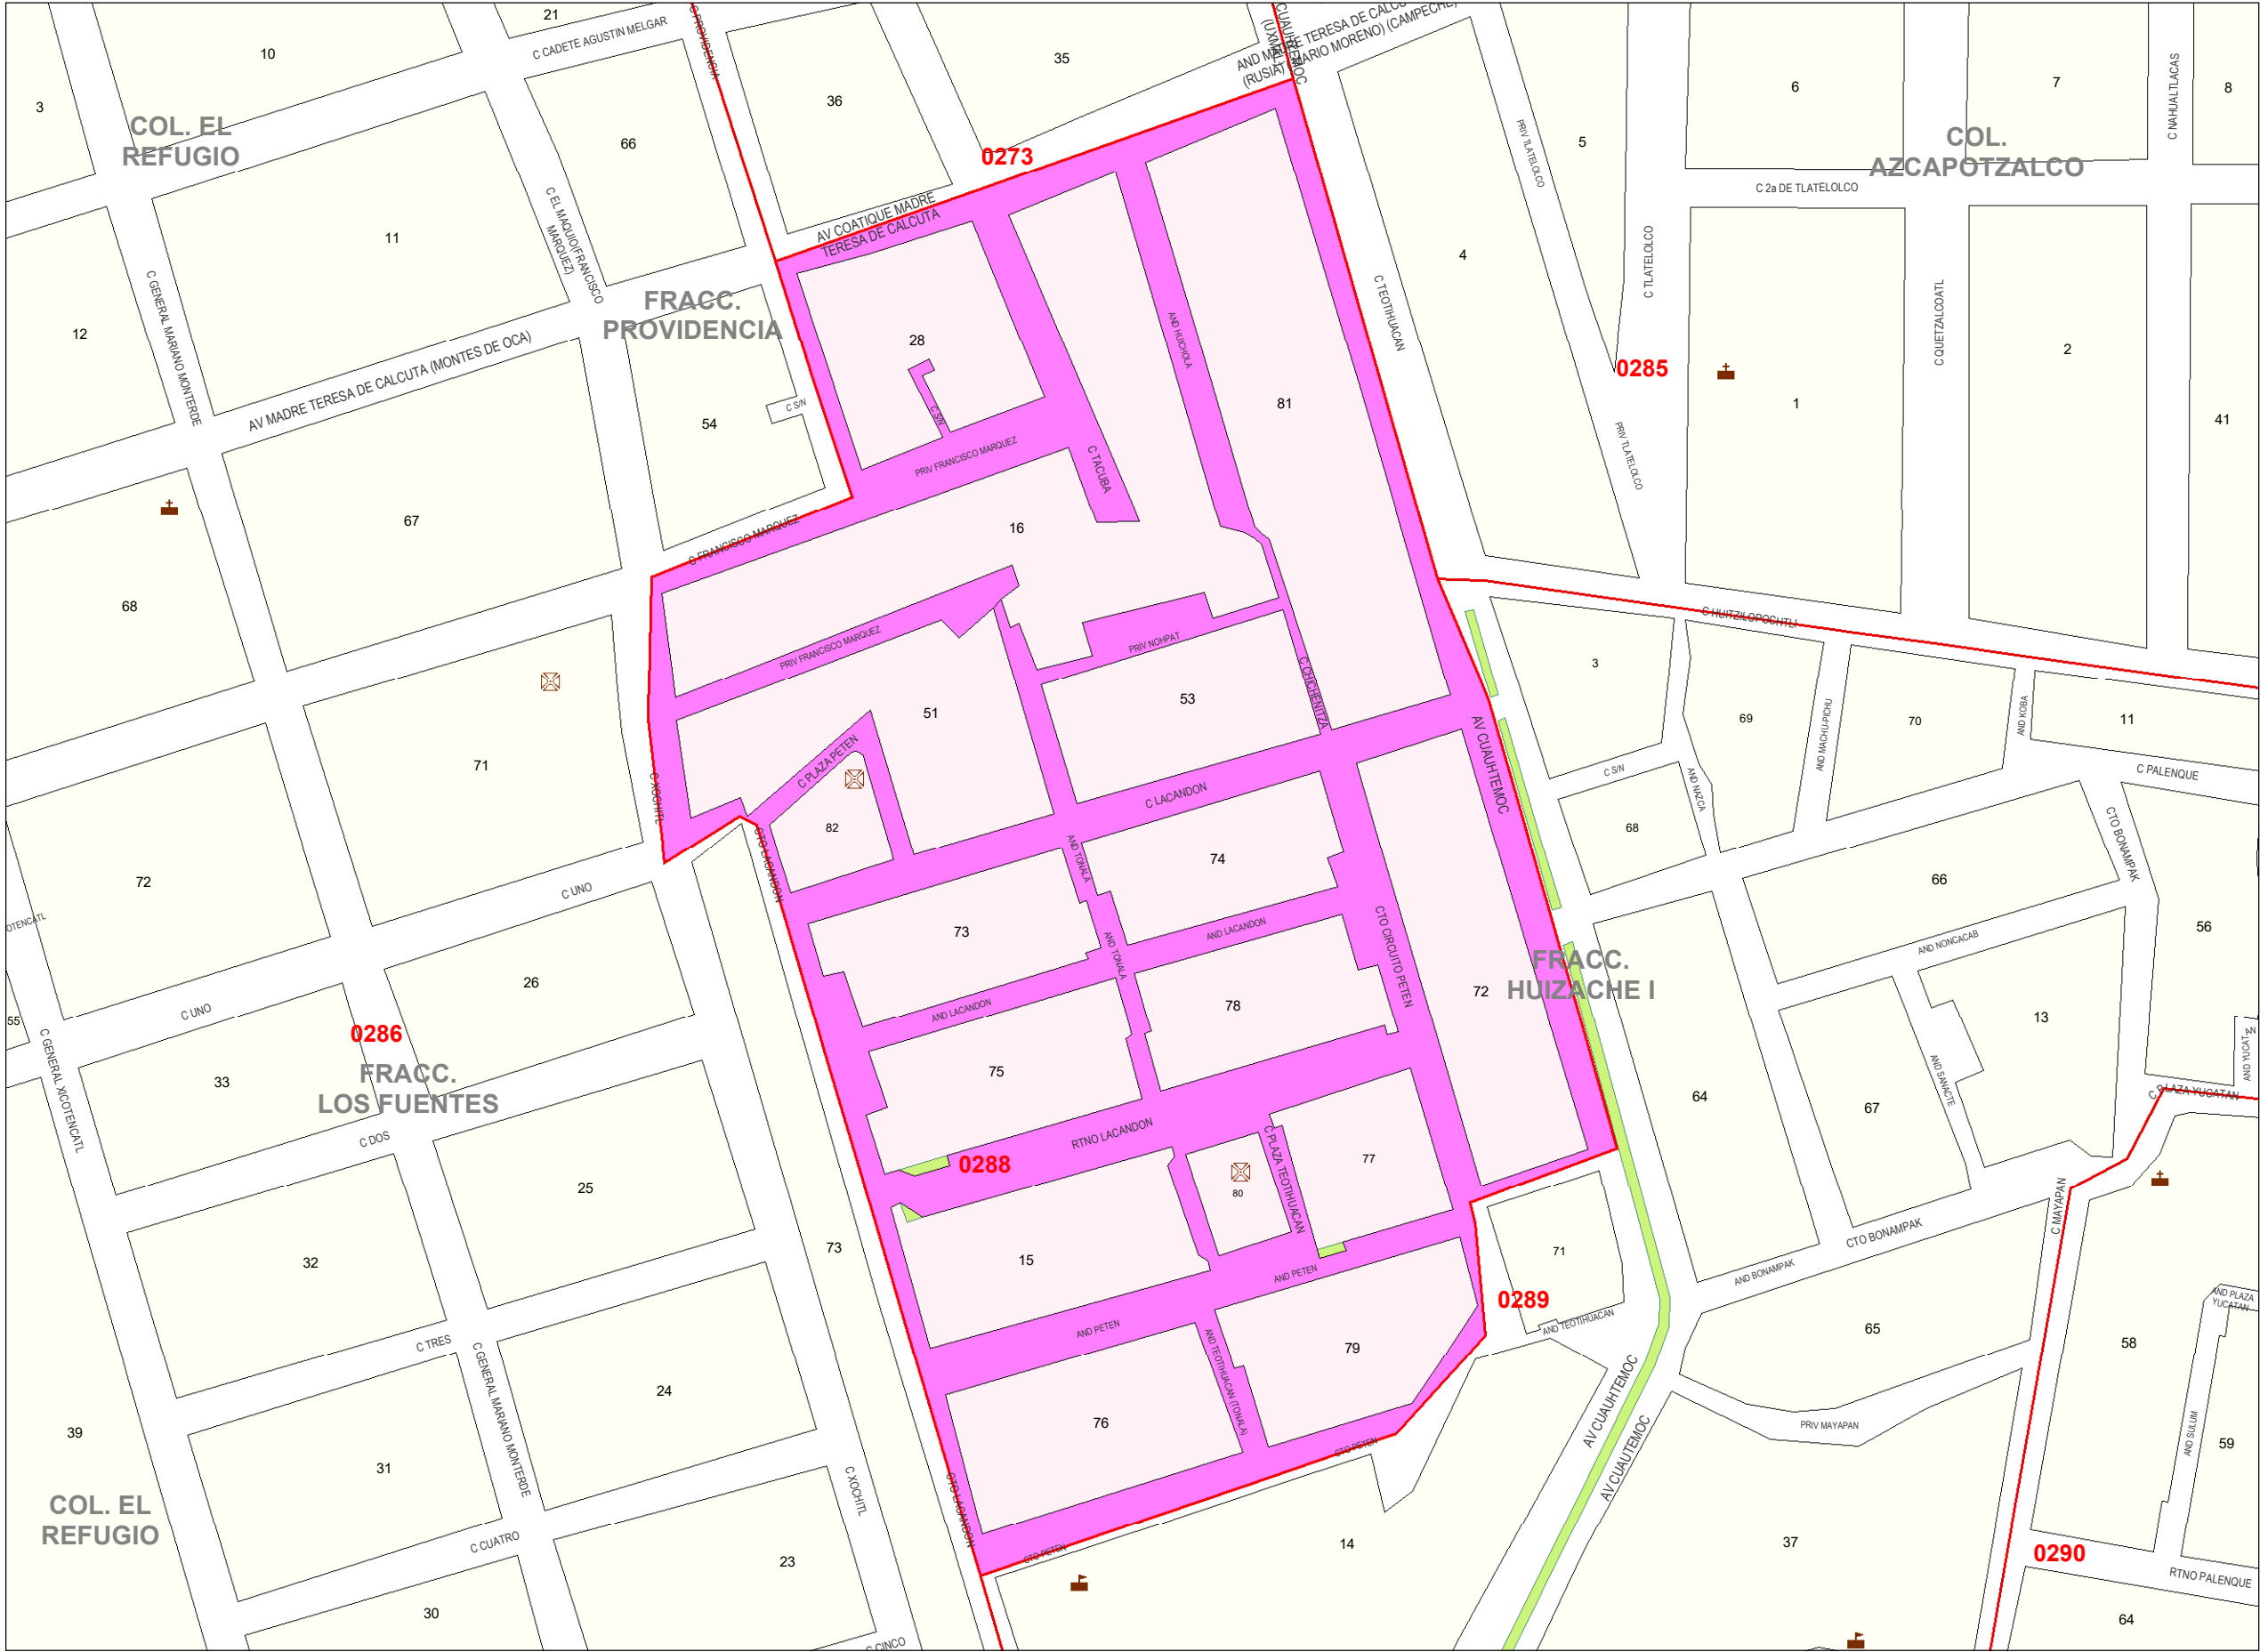 21
C CADETE AGUSTIN MELGAR
C PROVIDENCIA
10
35
CUAUHTEMOC
(UXMAL)
AND MADRE TERESA DE CALCU
(RUSIA) (MARIO MORENO) (CAMPECHE)
6
7
8
C NAHUALTLACAS
3
36
COL. EL
REFUGIO
66
0273
PRIV TLATELOLCO
5
COL.
AZCAPOTZALCO
C 2a DE TLATELOLCO
C EL MAQUIO(FRANCISCO
MARQUEZ)
AV COATIQUE MADRE
TERESA DE CALCUTA
11
4
C TLATELOLCO
C GENERAL MARIANO MONTERDE
12
FRACC.
PROVIDENCIA
28
AND HUICHOLA
C TEOTIHUACAN
C QUETZALCOATL
2
AV MADRE TERESA DE CALCUTA (MONTES DE OCA)
0285
54
C S/N
C S/N
81
1
41
PRIV FRANCISCO MARQUEZ
C TACUBA
PRIV TLATELOLCO
67
C FRANCISCO MARQUEZ
16
68
C HUITZILOPOCHTLI
PRIV FRANCISCO MARQUEZ
PRIV NOHPAT
3
C CHICHENITZA
53
51
69
70
AND KOBA
11
AND MACHU-PICHU
71
C PLAZA PETEN
AV CUAUHTEMOC
C S/N
AND NAZCA
C PALENQUE
C XOCHITL
C LACANDON
82
68
CTO BONAMPAK
CTO LACANDON
AND TONALA
74
72
C UNO
66
OTENCATL
73
AND TONALA
AND LACANDON
CTO CIRCUITO PETEN
AND NONCACAB
56
FRACC.
HUIZACHE I
26
72
C UNO
AND LACANDON
78
13
55
0286
C GENERAL XICOTENCATL
FRACC.
LOS FUENTES
33
75
64
67
AND SANACTE
AND YUCATAN
C PLAZA YUCATAN
C DOS
RTNO LACANDON
C PLAZA TEOTIHUACAN
77
0288
80
25
C MAYAPAN
CTO BONAMPAK
73
32
15
71
AND PETEN
AND BONAMPAK
0289
AND PLAZA
YUCATAN
AND TEOTIHUACAN
AND PETEN
65
C TRES
AND TEOTIHUACAN (TONALA)
79
58
C GENERAL MARIANO MONTERDE
24
AV CUAUHTEMOC
76
PRIV MAYAPAN
39
AND SULUM
59
CTO PETEN
31
AV CUAUTEMOC
COL. EL
REFUGIO
C XOCHITL
CTO LACANDON
C CUATRO
14
37
CTO PETEN
23
0290
RTNO PALENQUE
30
64
C CINCO